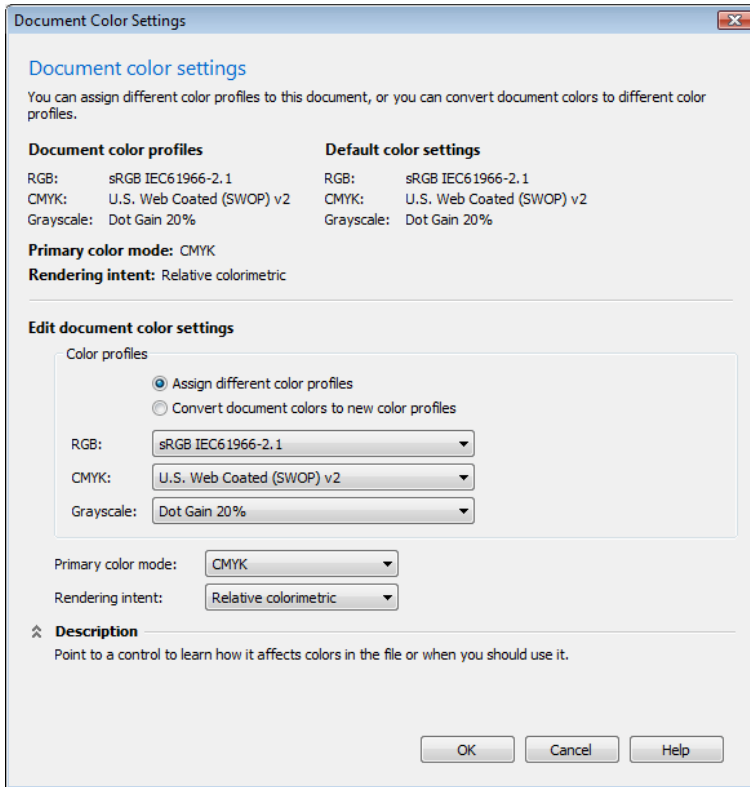 Document Color Settings
Document color settings
You can assign different color profiles to this document, or you can convert document colors to different color
profiles.
Document color profiles
RGB: sRGB IEC61966-2.1
CMYK: U.S. Web Coated (SWOP) v2
Grayscale: Dot Gain 20%
Default color settings
RGB: sRGB IEC61966-2.1
CMYK: U.S. Web Coated (SWOP) v2
Grayscale: Dot Gain 20%
Primary color mode: CMYK
Rendering intent: Relative colorimetric
Edit document color settings
Color profiles
Assign different color profiles
Convert document colors to new color profiles
RGB: sRGB IEC61966-2.1
CMYK: U.S. Web Coated (SWOP) v2
Grayscale: Dot Gain 20%
Primary color mode: CMYK
Rendering intent: Relative colorimetric
Description
Point to a control to learn how it affects colors in the file or when you should use it.
OK Cancel Help